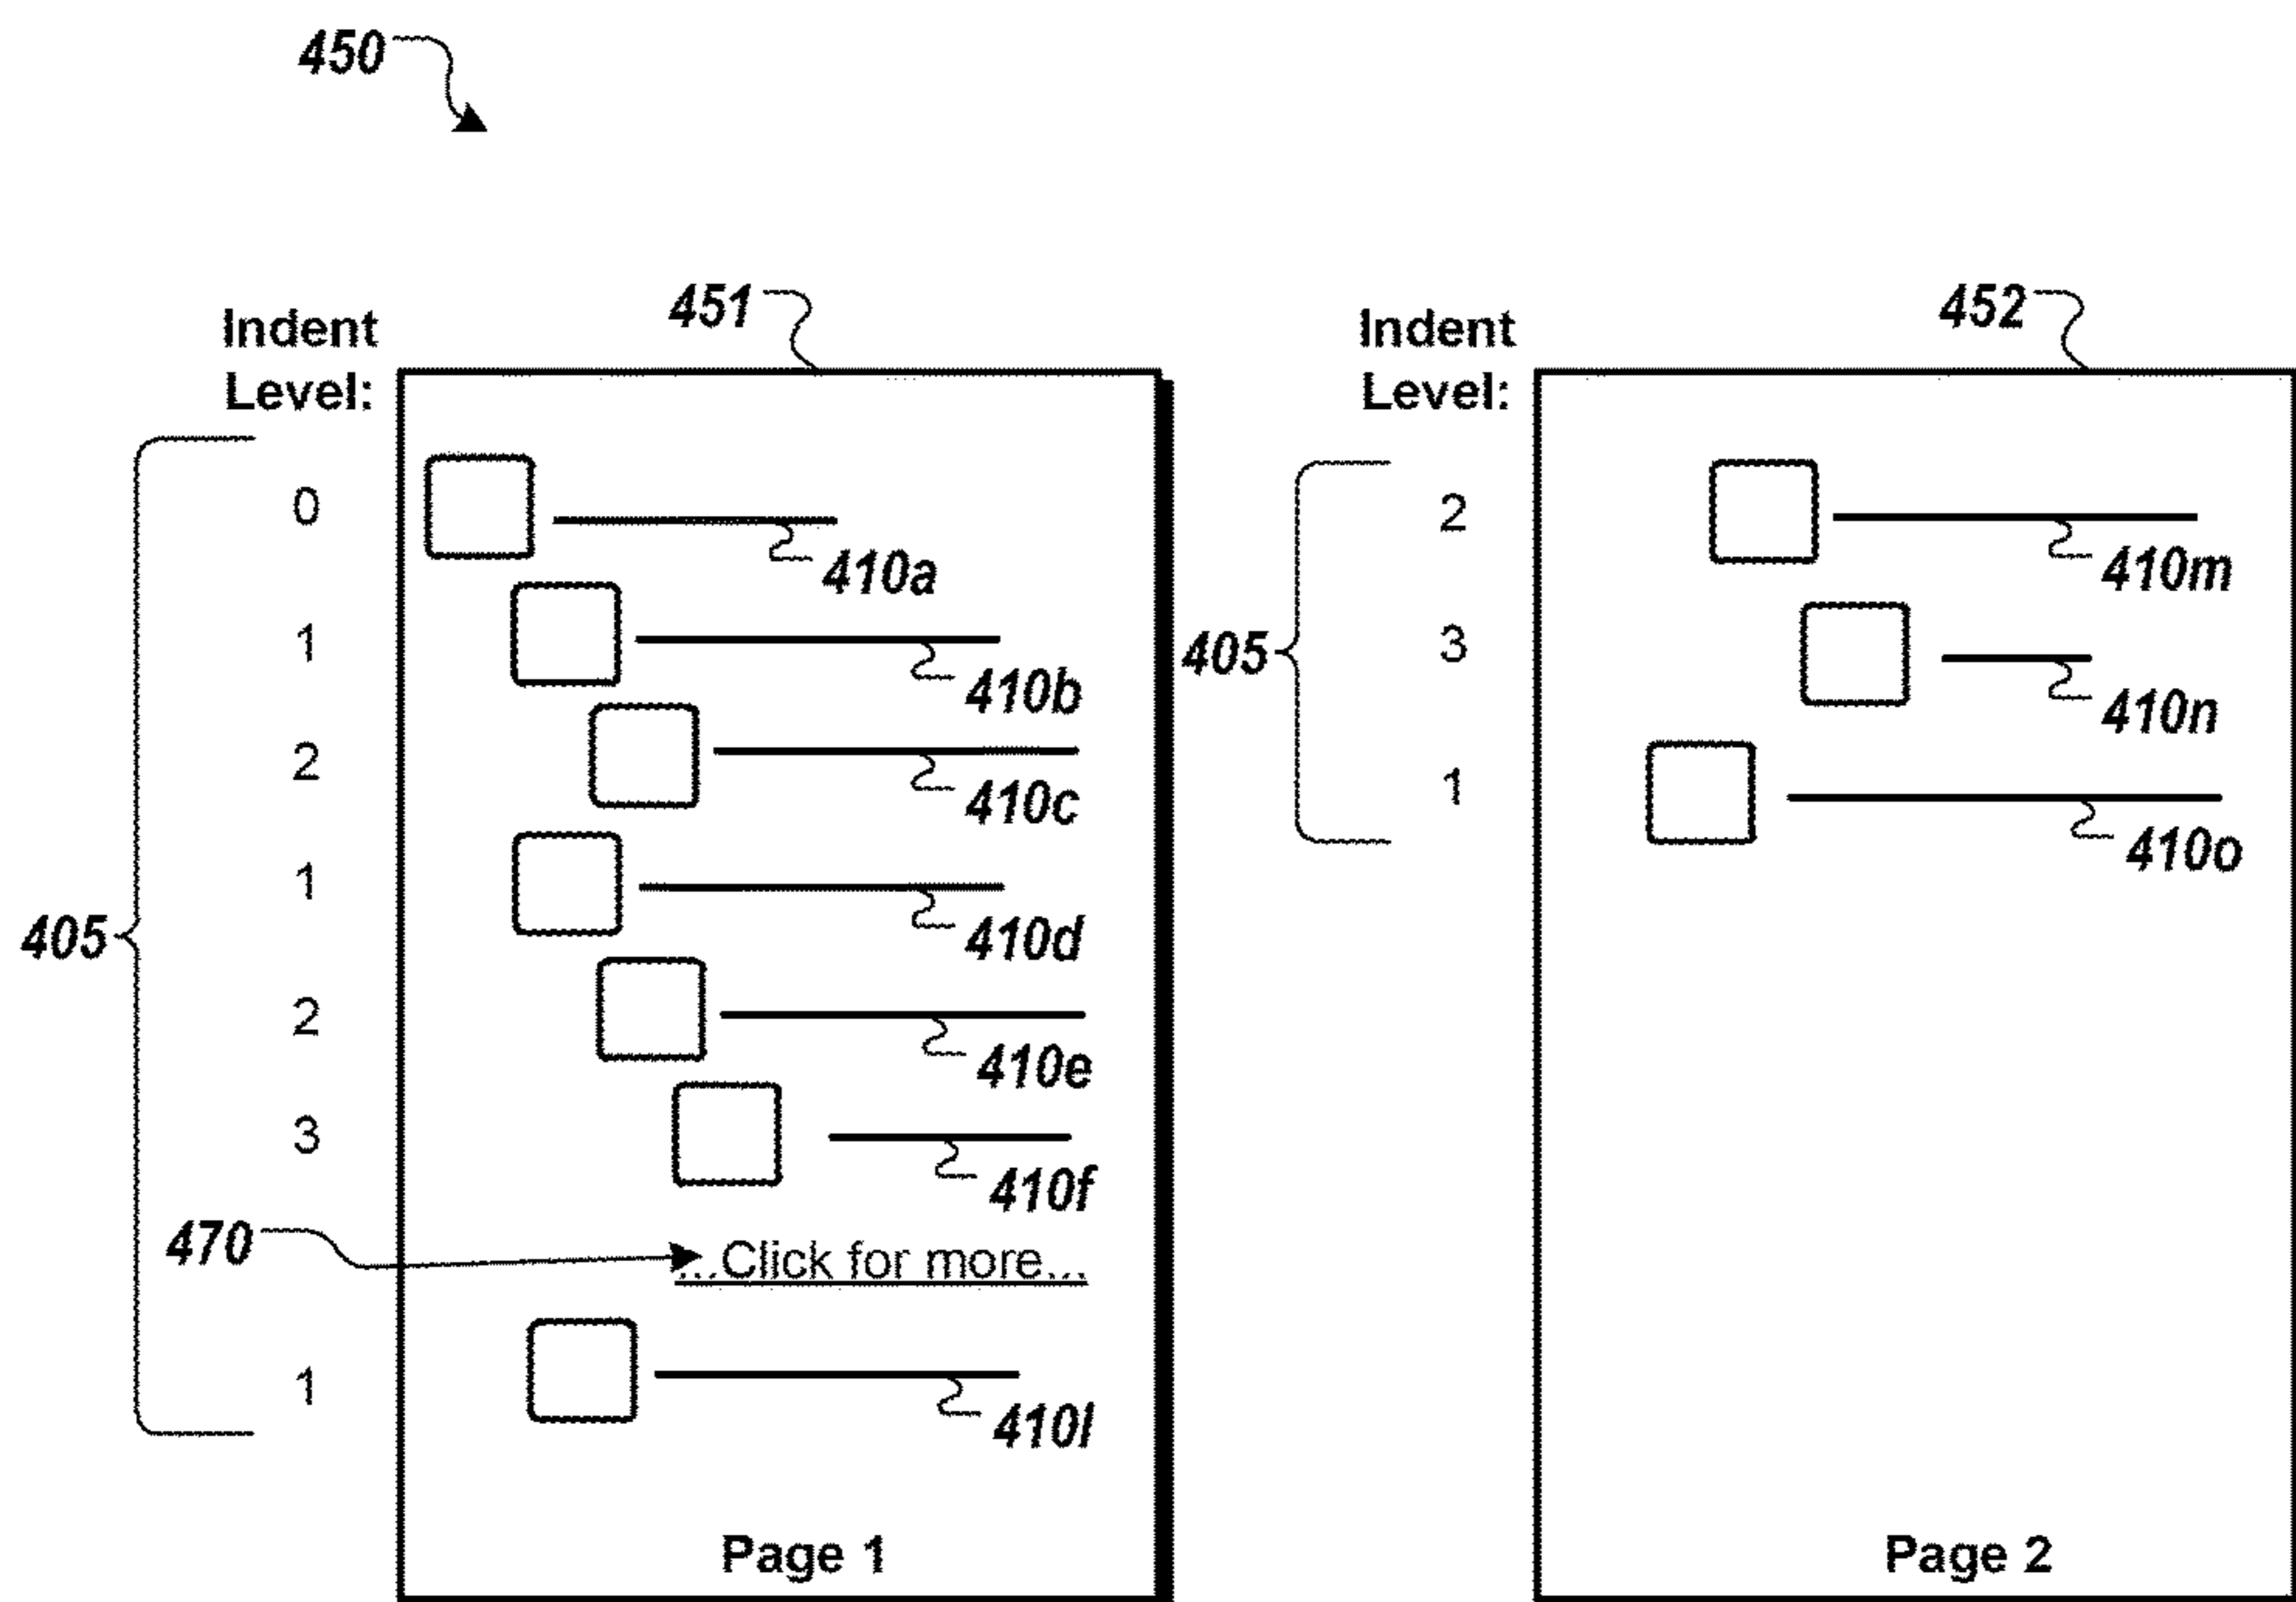 450
451
Indent
Level:
0
410a
1
410b
2
410c
1
410d
405
2
410e
3
410f
470
...Click for more...
1
410l
Page 1
452
Indent
Level:
2
410m
3
410n
405
1
410o
Page 2